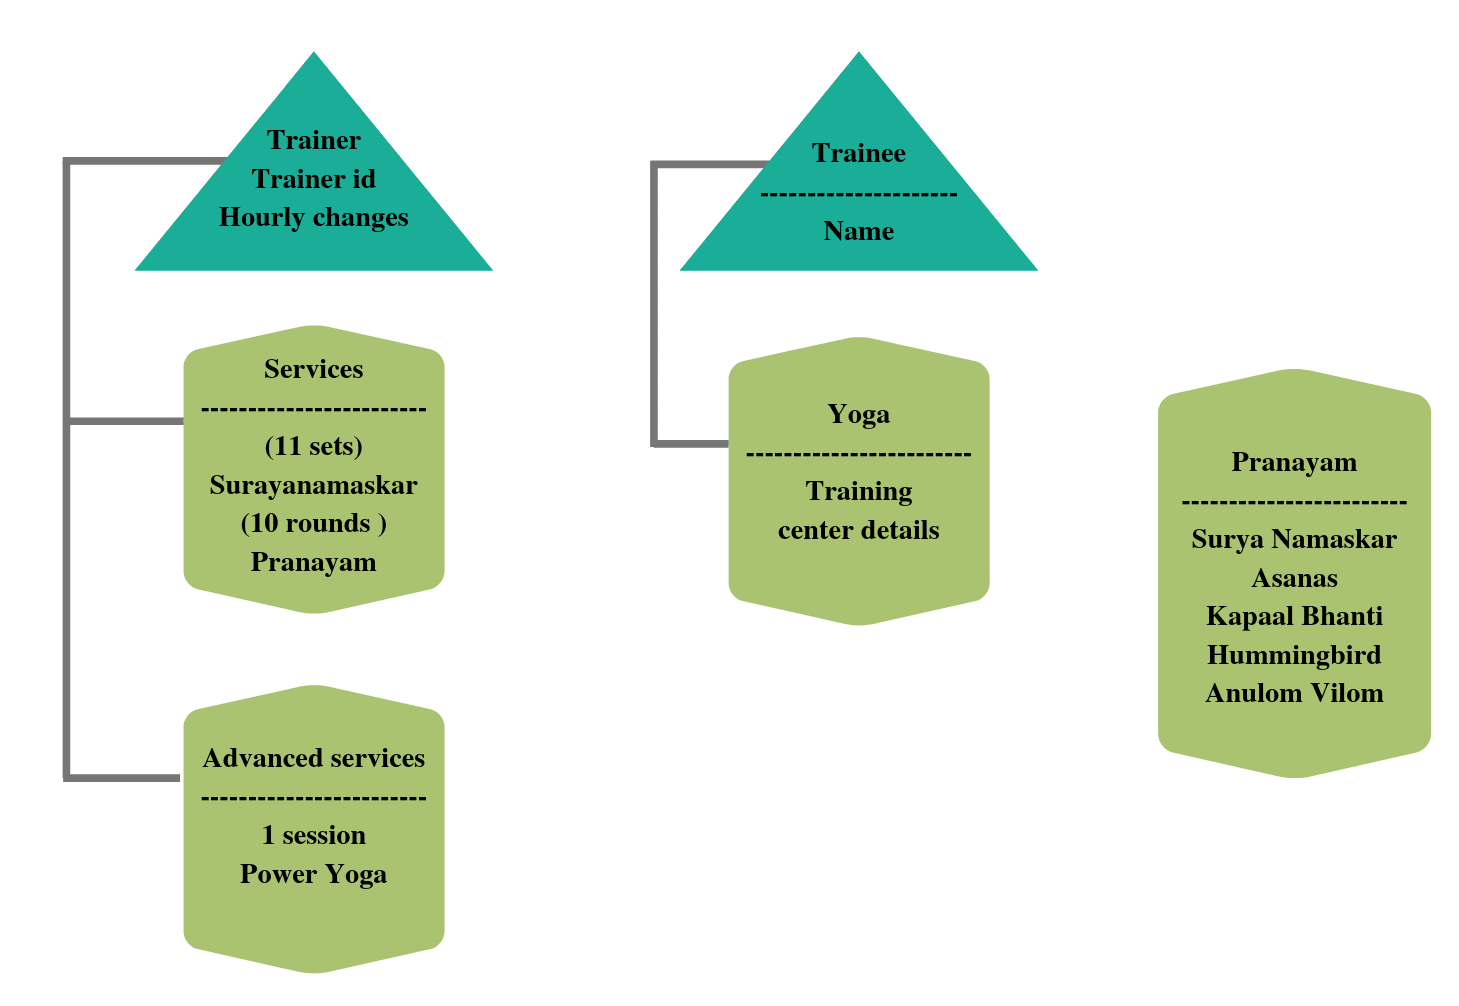 Trainer
Trainer id
Hourly changes
Services
------------------------
(11 sets)
Surayanamaskar
(10 rounds )
Pranayam
Advanced services
------------------------
1 session
Power Yoga
Trainee
---------------------
Name
Yoga
------------------------
Training
center details
Pranayam
------------------------
Surya Namaskar
Asanas
Kapaal Bhanti
Hummingbird
Anulom Vilom